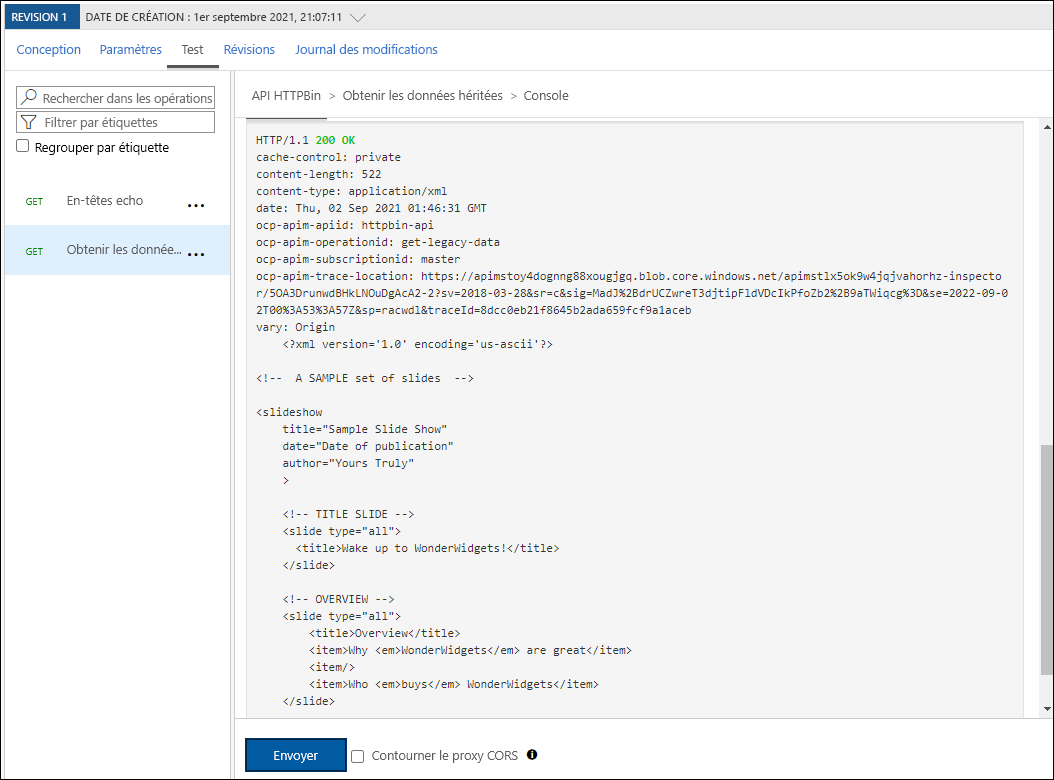 REVISION 1 DATE DE CRÉATION : 1er septembre 2021, 21:07:11
Conception Paramètres Test Révisions Journal des modifications
Rechercher dans les opérations
Filtrer par étiquettes
Regrouper par étiquette
GET En-têtes echo ...
GET Obtenir les donnée... ...
API HTTPBin > Obtenir les données héritées > Console
HTTP/1.1 200 OK
cache-control: private
content-length: 522
content-type: application/xml
date: Thu, 02 Sep 2021 01:46:31 GMT
ocp-apim-apiid: httpbin-api
ocp-apim-operationid: get-legacy-data
ocp-apim-subscriptionid: master
ocp-apim-trace-location: https://apimstoy4dognng88xougjgq.blob.core.windows.net/apimstlx5ok9w4jqjvahorhz-inspecto
r/5OA3DrunwdBHkLNOuDgAcA2-2?sv=2018-03-28&sr=c&sig=MadJ%2BdrUCZwreT3djtipFldVDcIkPfoZb2%2B9aTWiqcg%3D&se=2022-09-0
2T00%3A53%3A57Z&sp=racwdl&traceId=8dcc0eb21f8645b2ada659fcf9a1aceb
vary: Origin
<?xml version='1.0' encoding='us-ascii'?>
<!-- A SAMPLE set of slides -->
<slideshow
title="Sample Slide Show"
date="Date of publication"
author="Yours Truly"
>
<!-- TITLE SLIDE -->
<slide type="all">
<title>Wake up to WonderWidgets!</title>
</slide>
<!-- OVERVIEW -->
<slide type="all">
<title>Overview</title>
<item>Why <em>WonderWidgets</em> are great</item>
<item/>
<item>Who <em>buys</em> WonderWidgets</item>
</slide>
Envoyer Contourner le proxy CORS